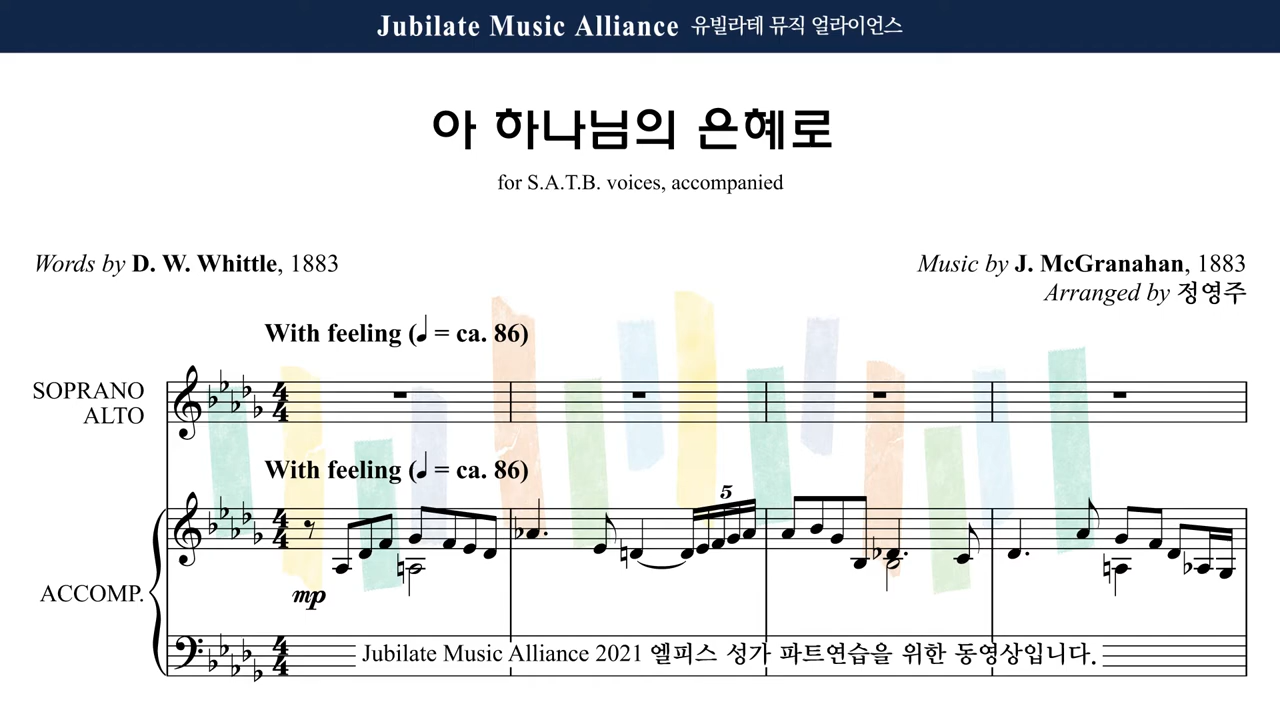 Jubilate Music Alliance 유빌라테 뮤직 얼라이언스
아 하나님의 은혜로
for S.A.T.B. voices, accompanied
Words by D. W. Whittle, 1883
Music by J. McGranahan, 1883
Arranged by 정영주
With feeling (♩ = ca. 86)
SOPRANO
ALTO
With feeling (♩ = ca. 86)
5
mp
ACCOMP.
Jubilate Music Alliance 2021 엘피스 성가 파트연습을 위한 동영상입니다.